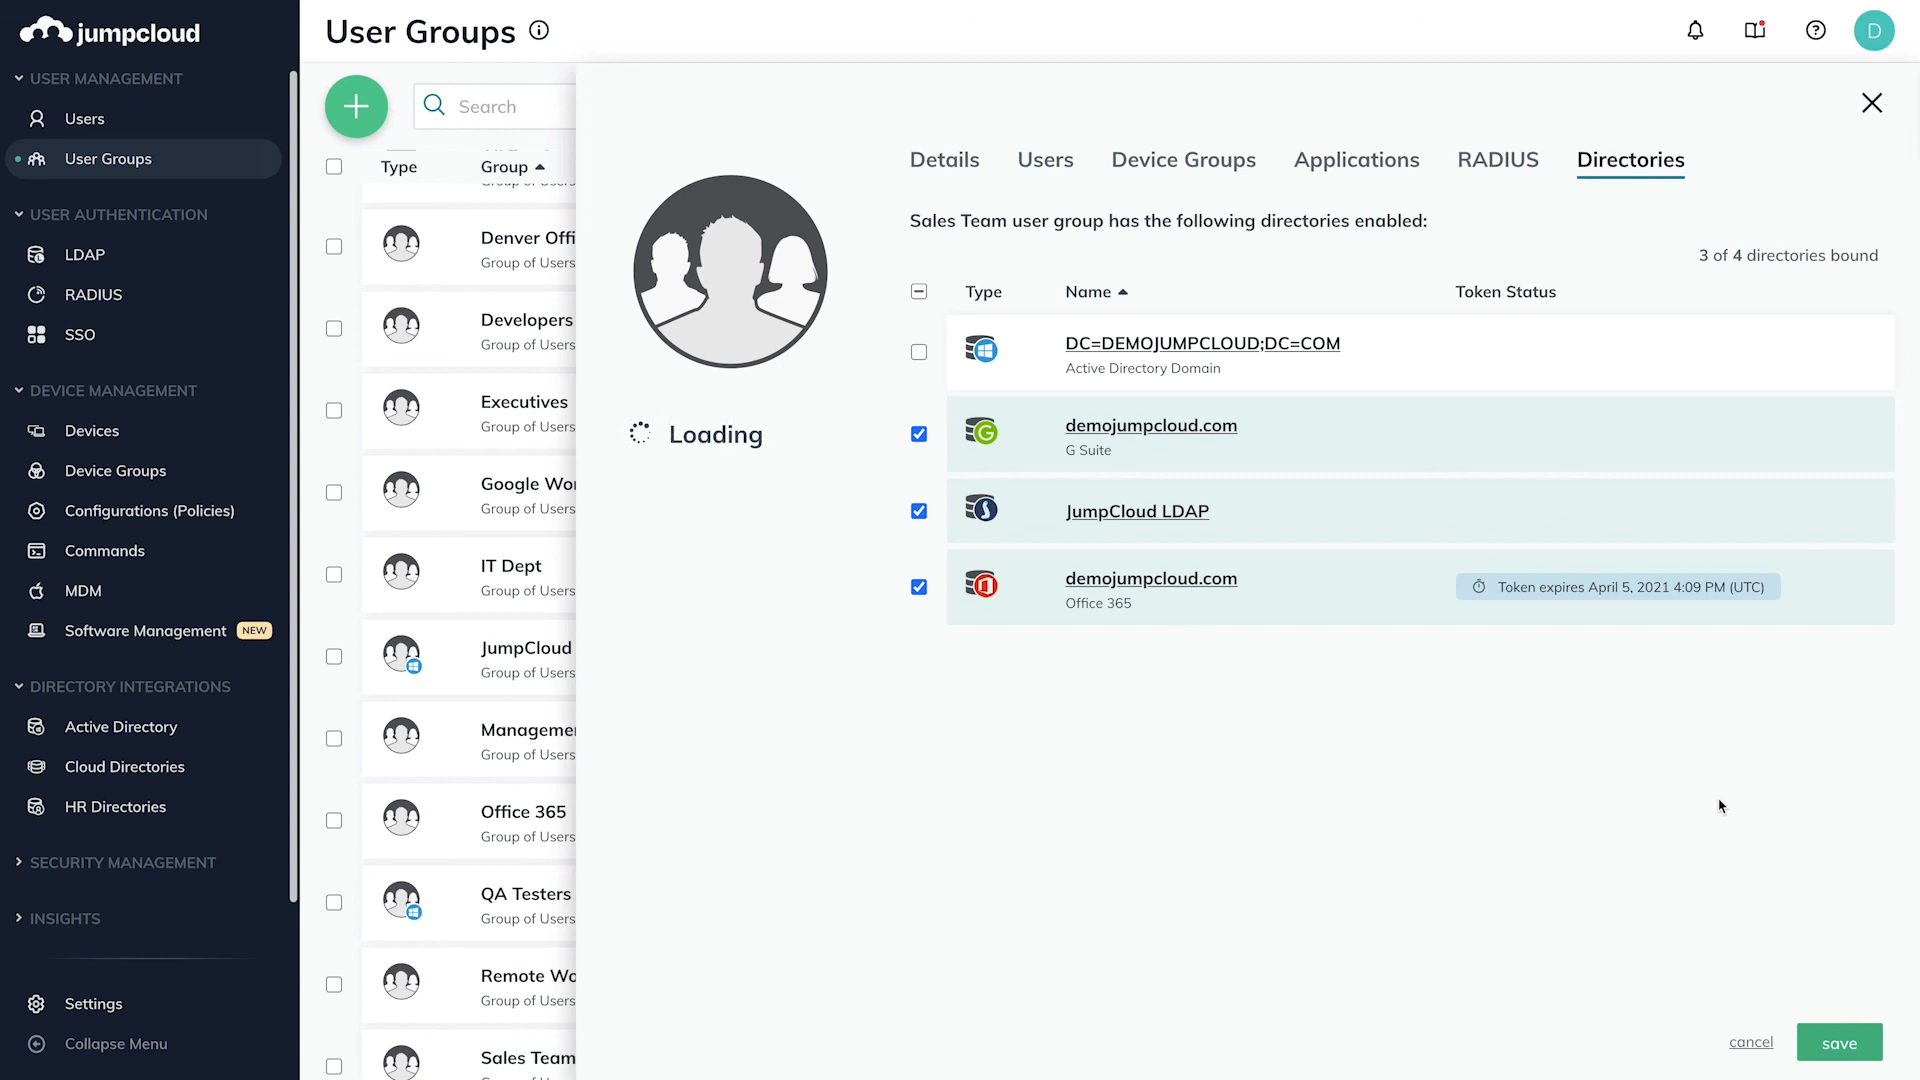 jumpcloud
USER MANAGEMENT
Users
User Groups
USER AUTHENTICATION
LDAP
RADIUS
SSO
DEVICE MANAGEMENT
Devices
Device Groups
Configurations (Policies)
Commands
MDM
Software Management NEW
DIRECTORY INTEGRATIONS
Active Directory
Cloud Directories
HR Directories
SECURITY MANAGEMENT
INSIGHTS
Settings
Collapse Menu
User Groups
D
Search
Type Group
Group of Users
Denver Offi
Group of Users
Developers
Group of Users
Executives
Group of Users
Google Wor
Group of Users
IT Dept
Group of Users
JumpCloud
Group of Users
Managemen
Group of Users
Office 365
Group of Users
QA Testers
Group of Users
Remote Wo
Group of Users
Sales Team
Loading
Details Users Device Groups Applications RADIUS Directories
Sales Team user group has the following directories enabled:
3 of 4 directories bound
Type Name Token Status
DC=DEMOJUMPCLOUD;DC=COM
Active Directory Domain
demojumpcloud.com
G Suite
JumpCloud LDAP
demojumpcloud.com
Office 365
Token expires April 5, 2021 4:09 PM (UTC)
cancel save